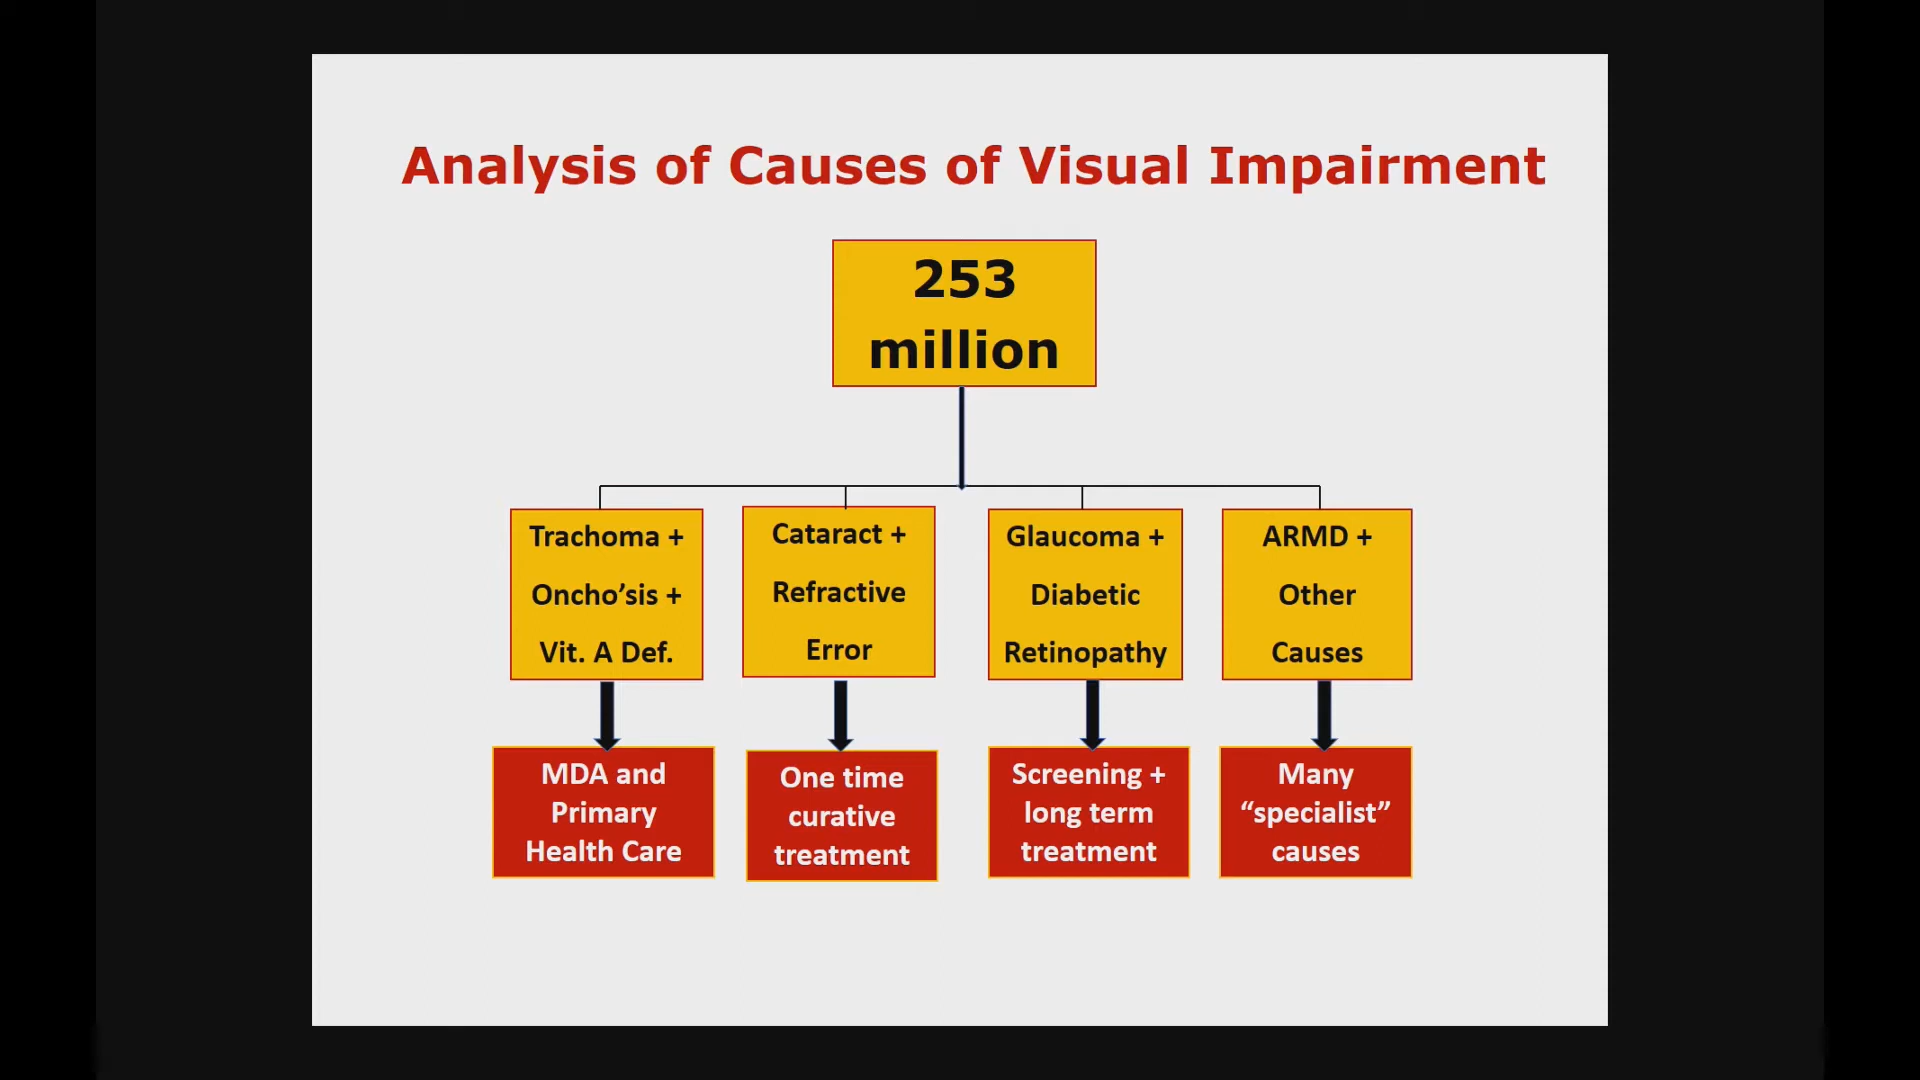 Analysis of Causes of Visual Impairment
253
million
Trachoma +
Oncho’sis +
Vit. A Def.
Cataract +
Refractive
Error
Glaucoma +
Diabetic
Retinopathy
ARMD +
Other
Causes
MDA and
Primary
Health Care
One time
curative
treatment
Screening +
long term
treatment
Many
“specialist”
causes